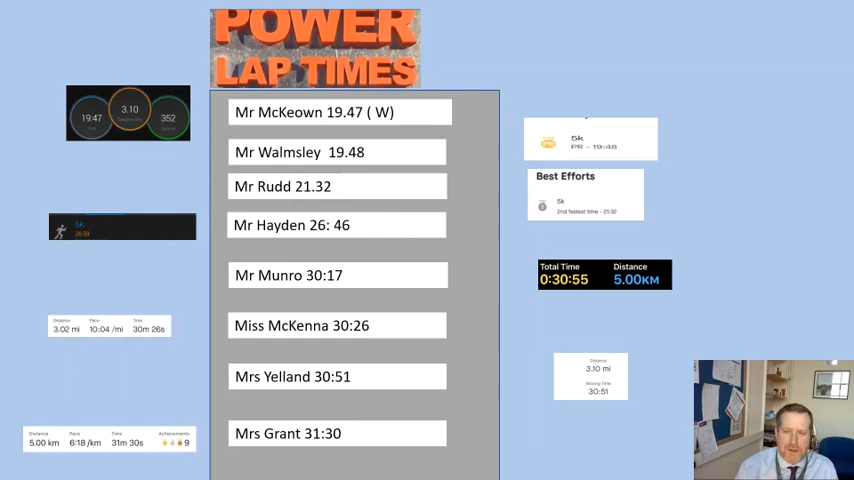 POWER
LAP TIMES
Mr McKeown 19.47 ( W)
Mr Walmsley 19.48
Mr Rudd 21.32
Mr Hayden 26: 46
Mr Munro 30:17
Miss McKenna 30:26
Mrs Yelland 30:51
Mrs Grant 31:30
19:47
3.10
352
5K
26:59
Distance Pace Time
3.02 mi 10:04 /mi 30m 26s
Distance Pace Time Achievements
5.00 km 6:18 /km 31m 30s 9
5k
PR - 19:48
Best Efforts
5k
2nd fastest time - 21:32
Total Time Distance
0:30:55 5.00KM
Distance
3.10 mi
Moving Time
30:51